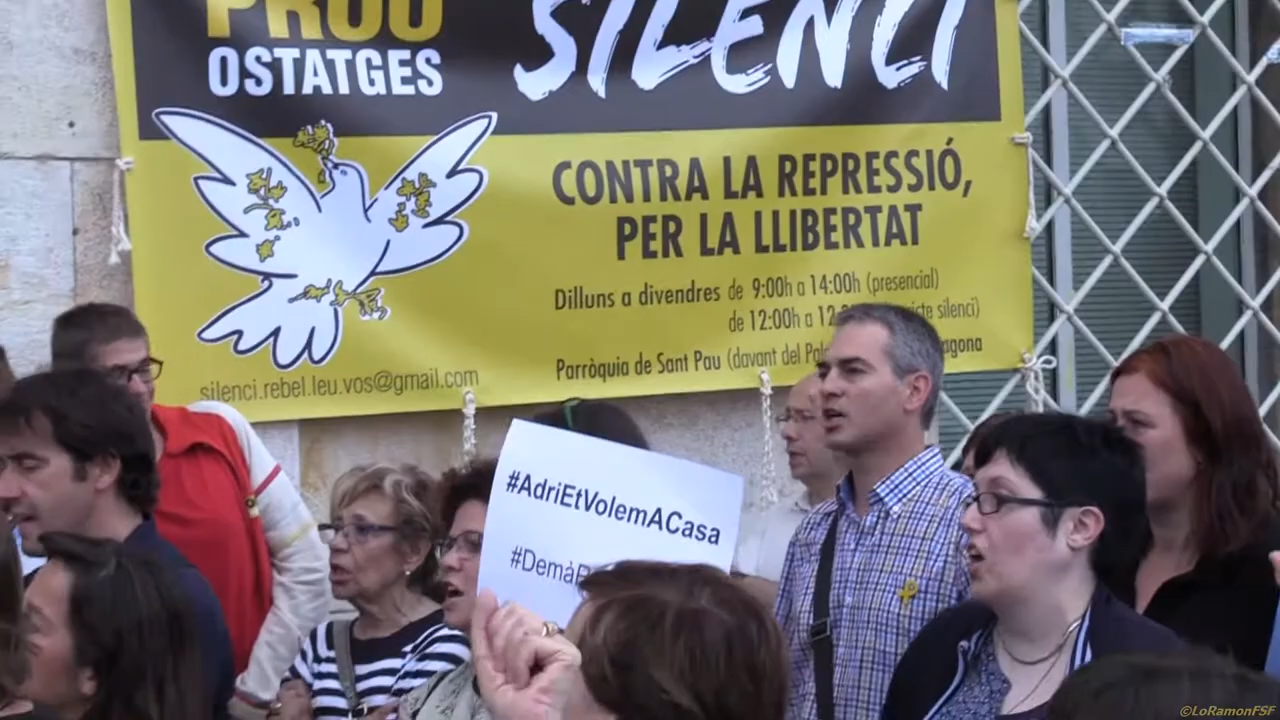 PROU
OSTATGES
SILENCI
CONTRA LA REPRESSIÓ,
PER LA LLIBERTAT
Dilluns a divendres de 9:00h a 14:00h (presencial)
de 12:00h a 12 silenci)
Parròquia de Sant Pau (davant del
silenci.rebel.leu.vos@gmail.com
#AdriEtVolemACasa
©LoRamonFSF